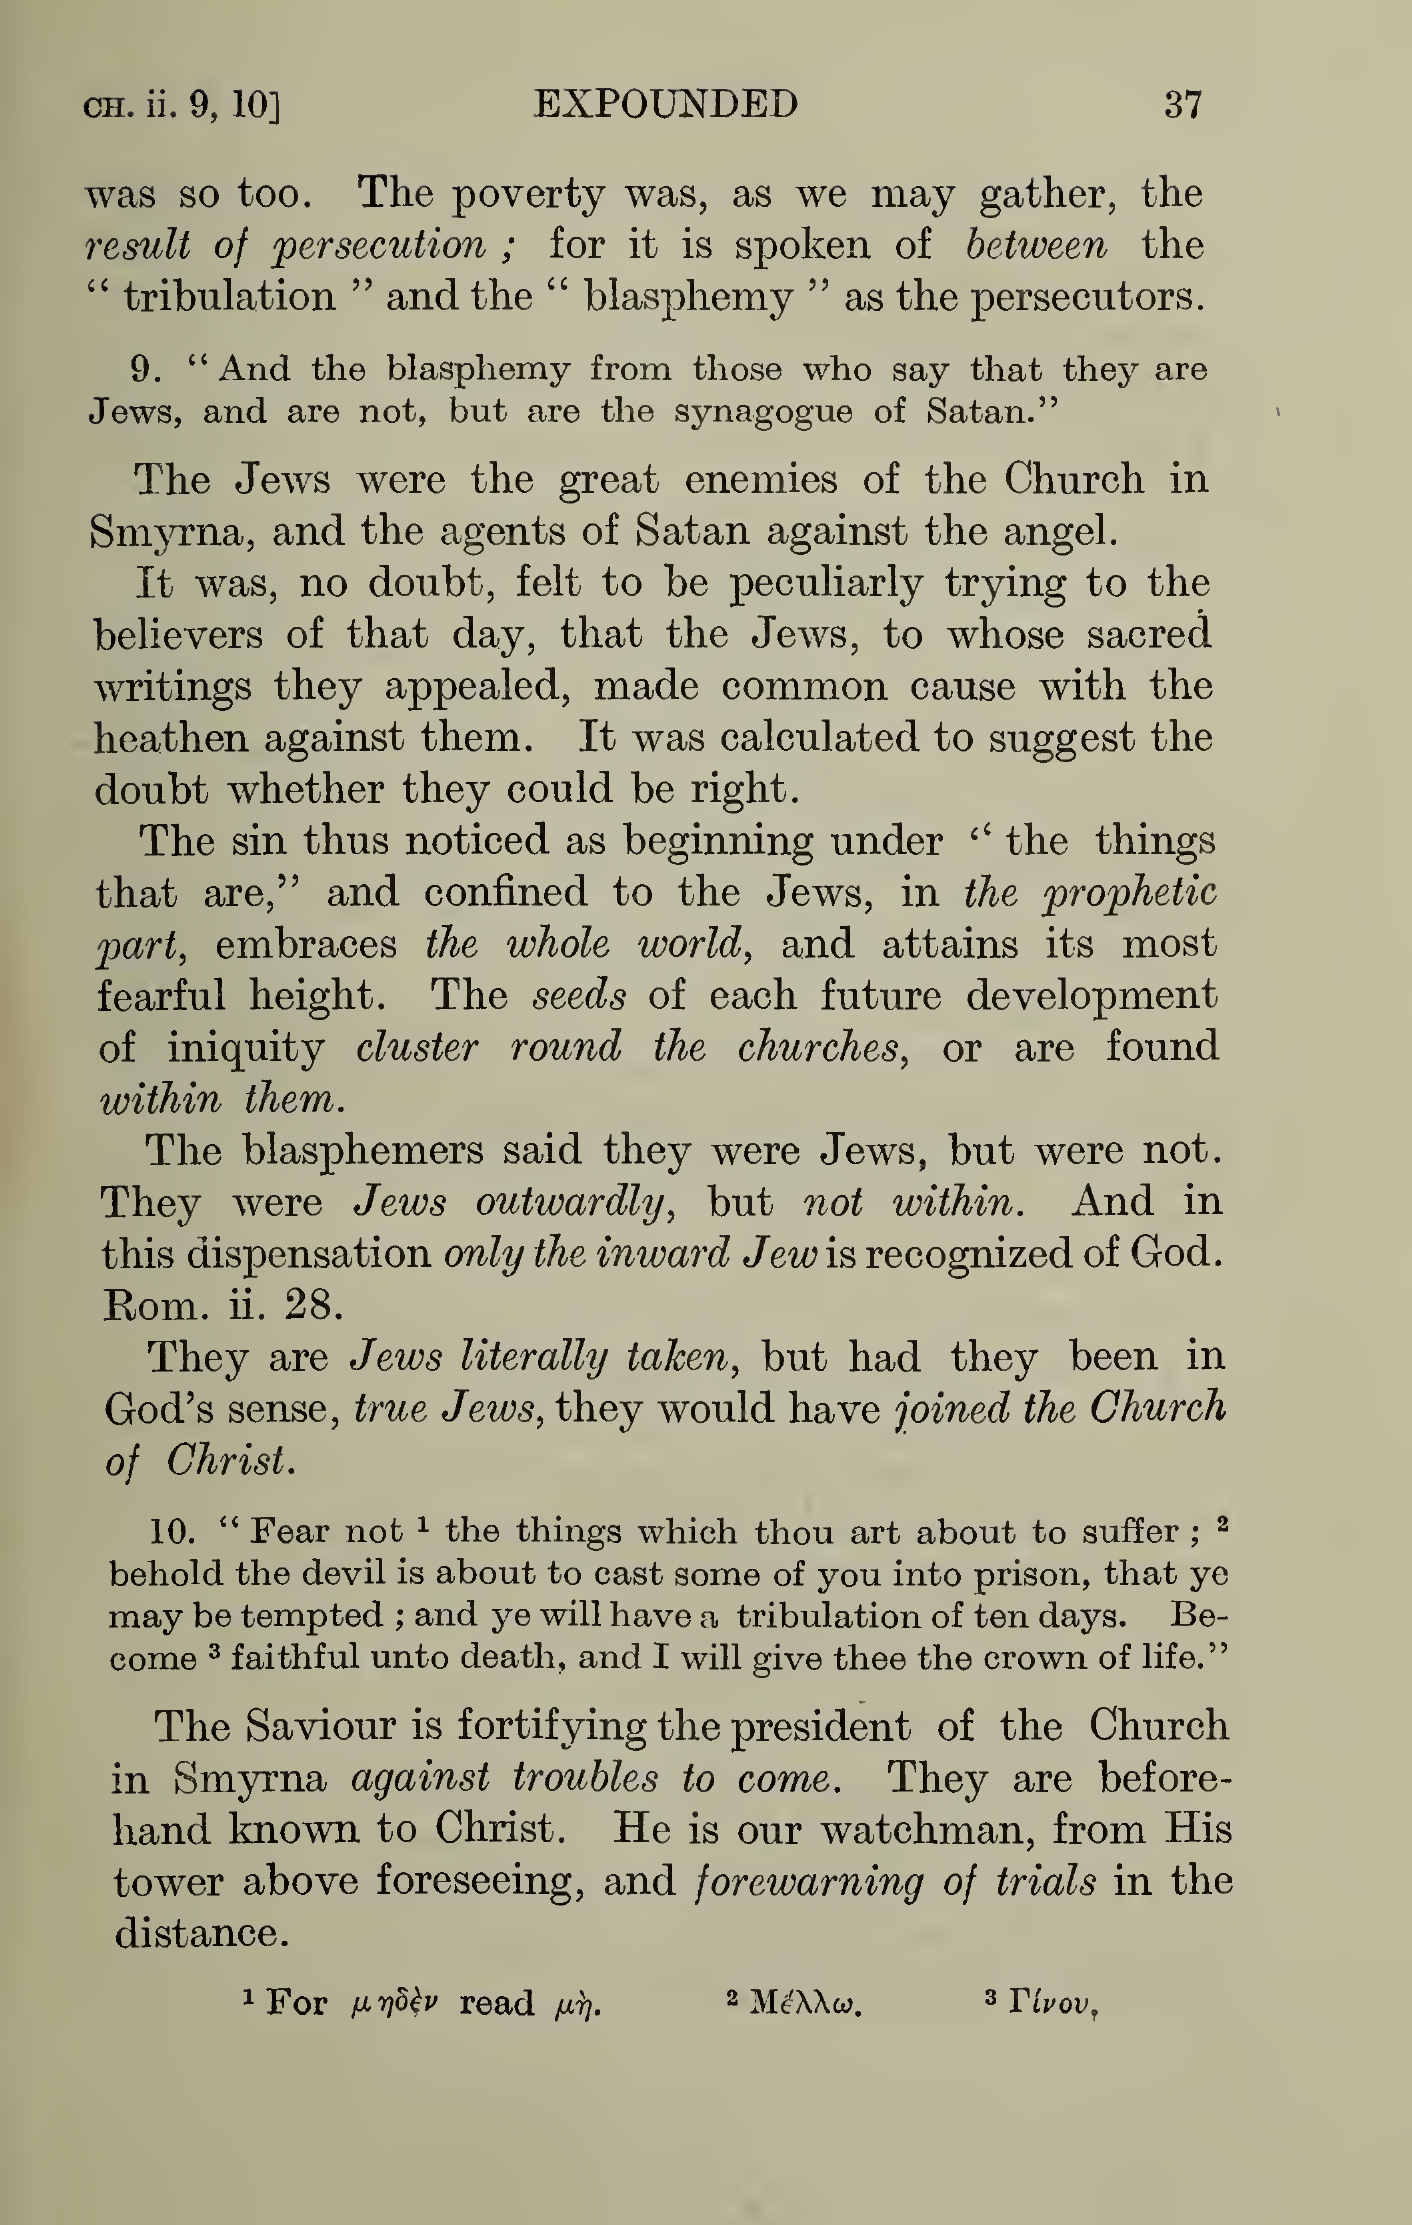 CH. ii. 9, 10] EXPOUNDED 37
was so too. The poverty was, as we may gather, the
result of persecution ; for it is spoken of between the
“ tribulation ” and the “ blasphemy ” as the persecutors.
9. “ And the blasphemy from those who say that they are
Jews, and are not, but are the synagogue of Satan.”
The Jews were the great enemies of the Church in
Smyrna, and the agents of Satan against the angel.
It was, no doubt, felt to be peculiarly trying to the
believers of that day, that the Jews, to whose sacred
writings they appealed, made common cause with the
heathen against them. It was calculated to suggest the
doubt whether they could be right.
The sin thus noticed as beginning under “ the things
that are,” and confined to the Jews, in the prophetic
part, embraces the whole world, and attains its most
fearful height. The seeds of each future development
of iniquity cluster round the churches, or are found
within them.
The blasphemers said they were Jews, but were not.
They were Jews outwardly, but not within. And in
this dispensation only the inward Jew is recognized of God.
Rom. ii. 28.
They are Jews literally taken, but had they been in
God’s sense, true Jews, they would have joined the Church
of Christ.
10. “ Fear not ¹ the things which thou art about to suffer ; ²
behold the devil is about to cast some of you into prison, that ye
may be tempted ; and ye will have a tribulation of ten days. Be-
come ³ faithful unto death, and I will give thee the crown of life.”
The Saviour is fortifying the president of the Church
in Smyrna against troubles to come. They are before-
hand known to Christ. He is our watchman, from His
tower above foreseeing, and forewarning of trials in the
distance.
¹ For μηδὲν read μὴ. ² Μέλλω. ³ Γίνου,